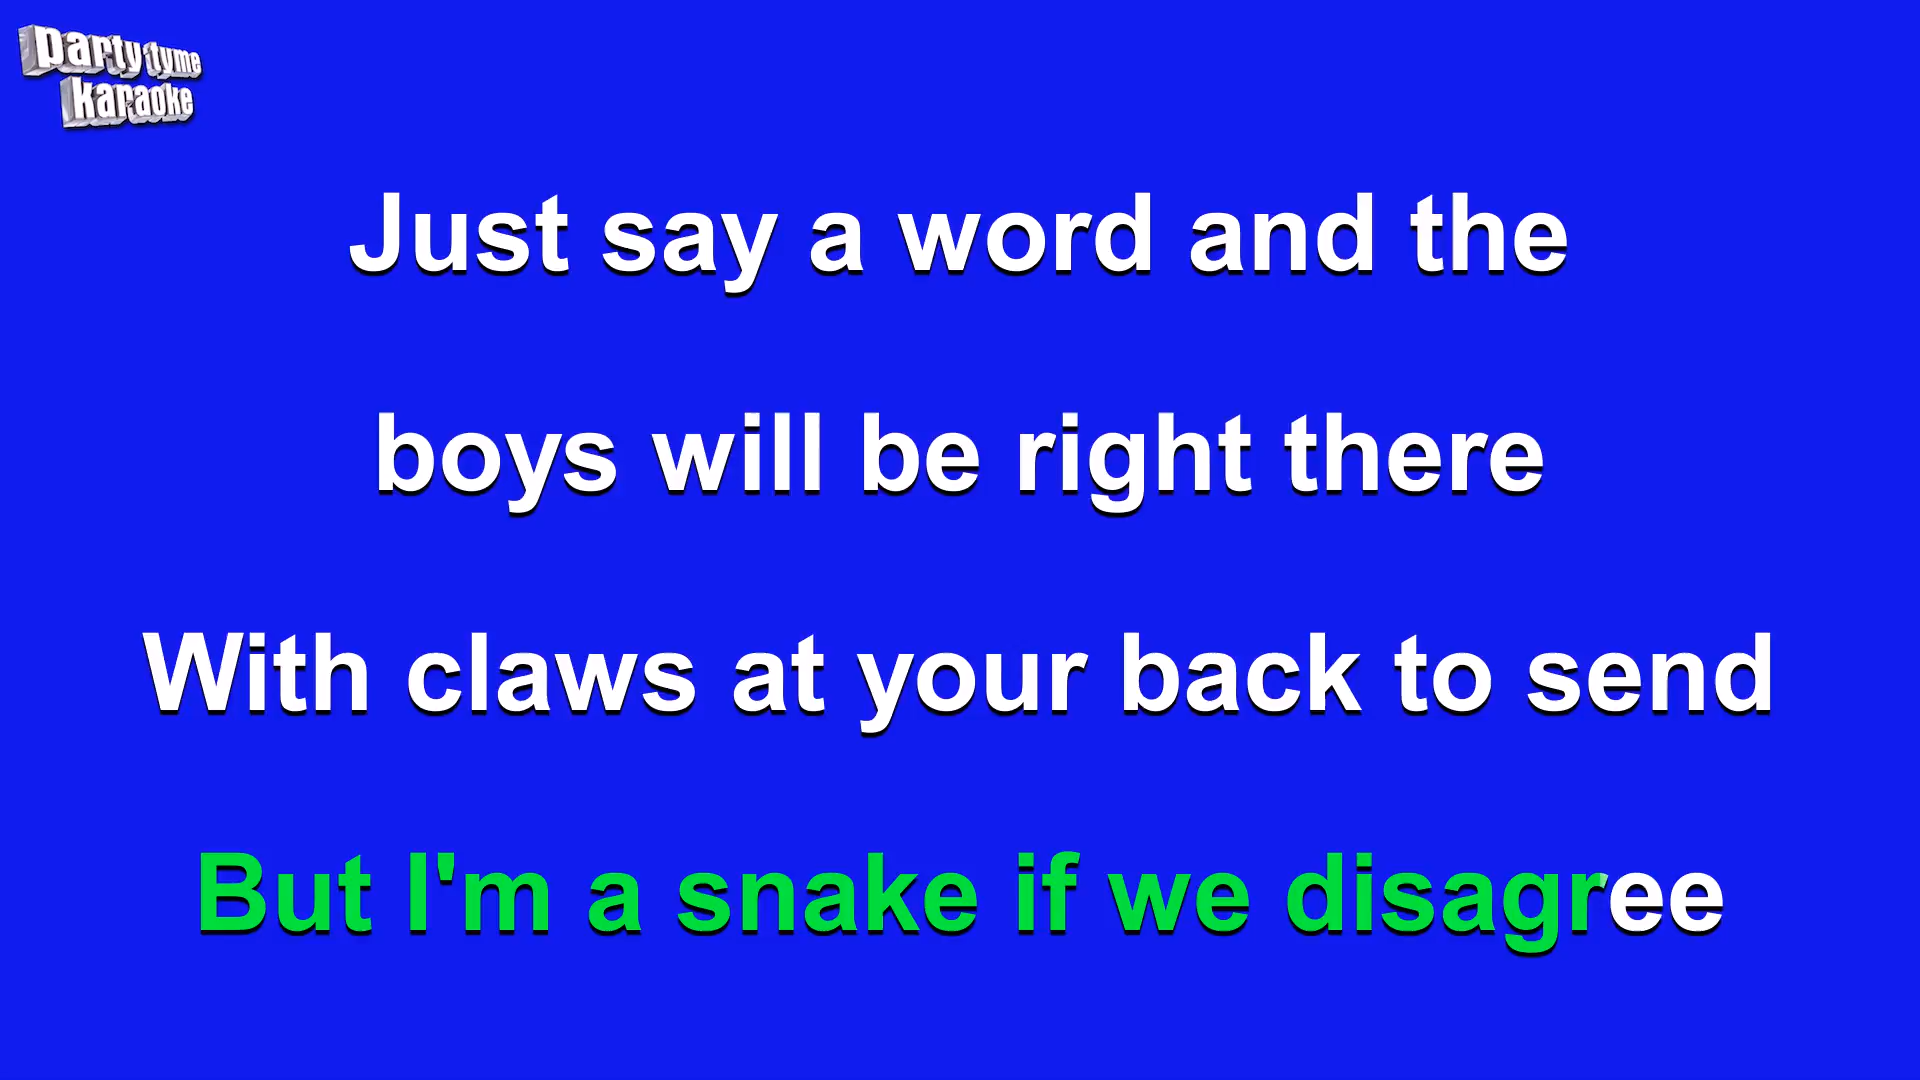 party tyme
karaoke
Just say a word and the
boys will be right there
With claws at your back to send
But I'm a snake if we disagree